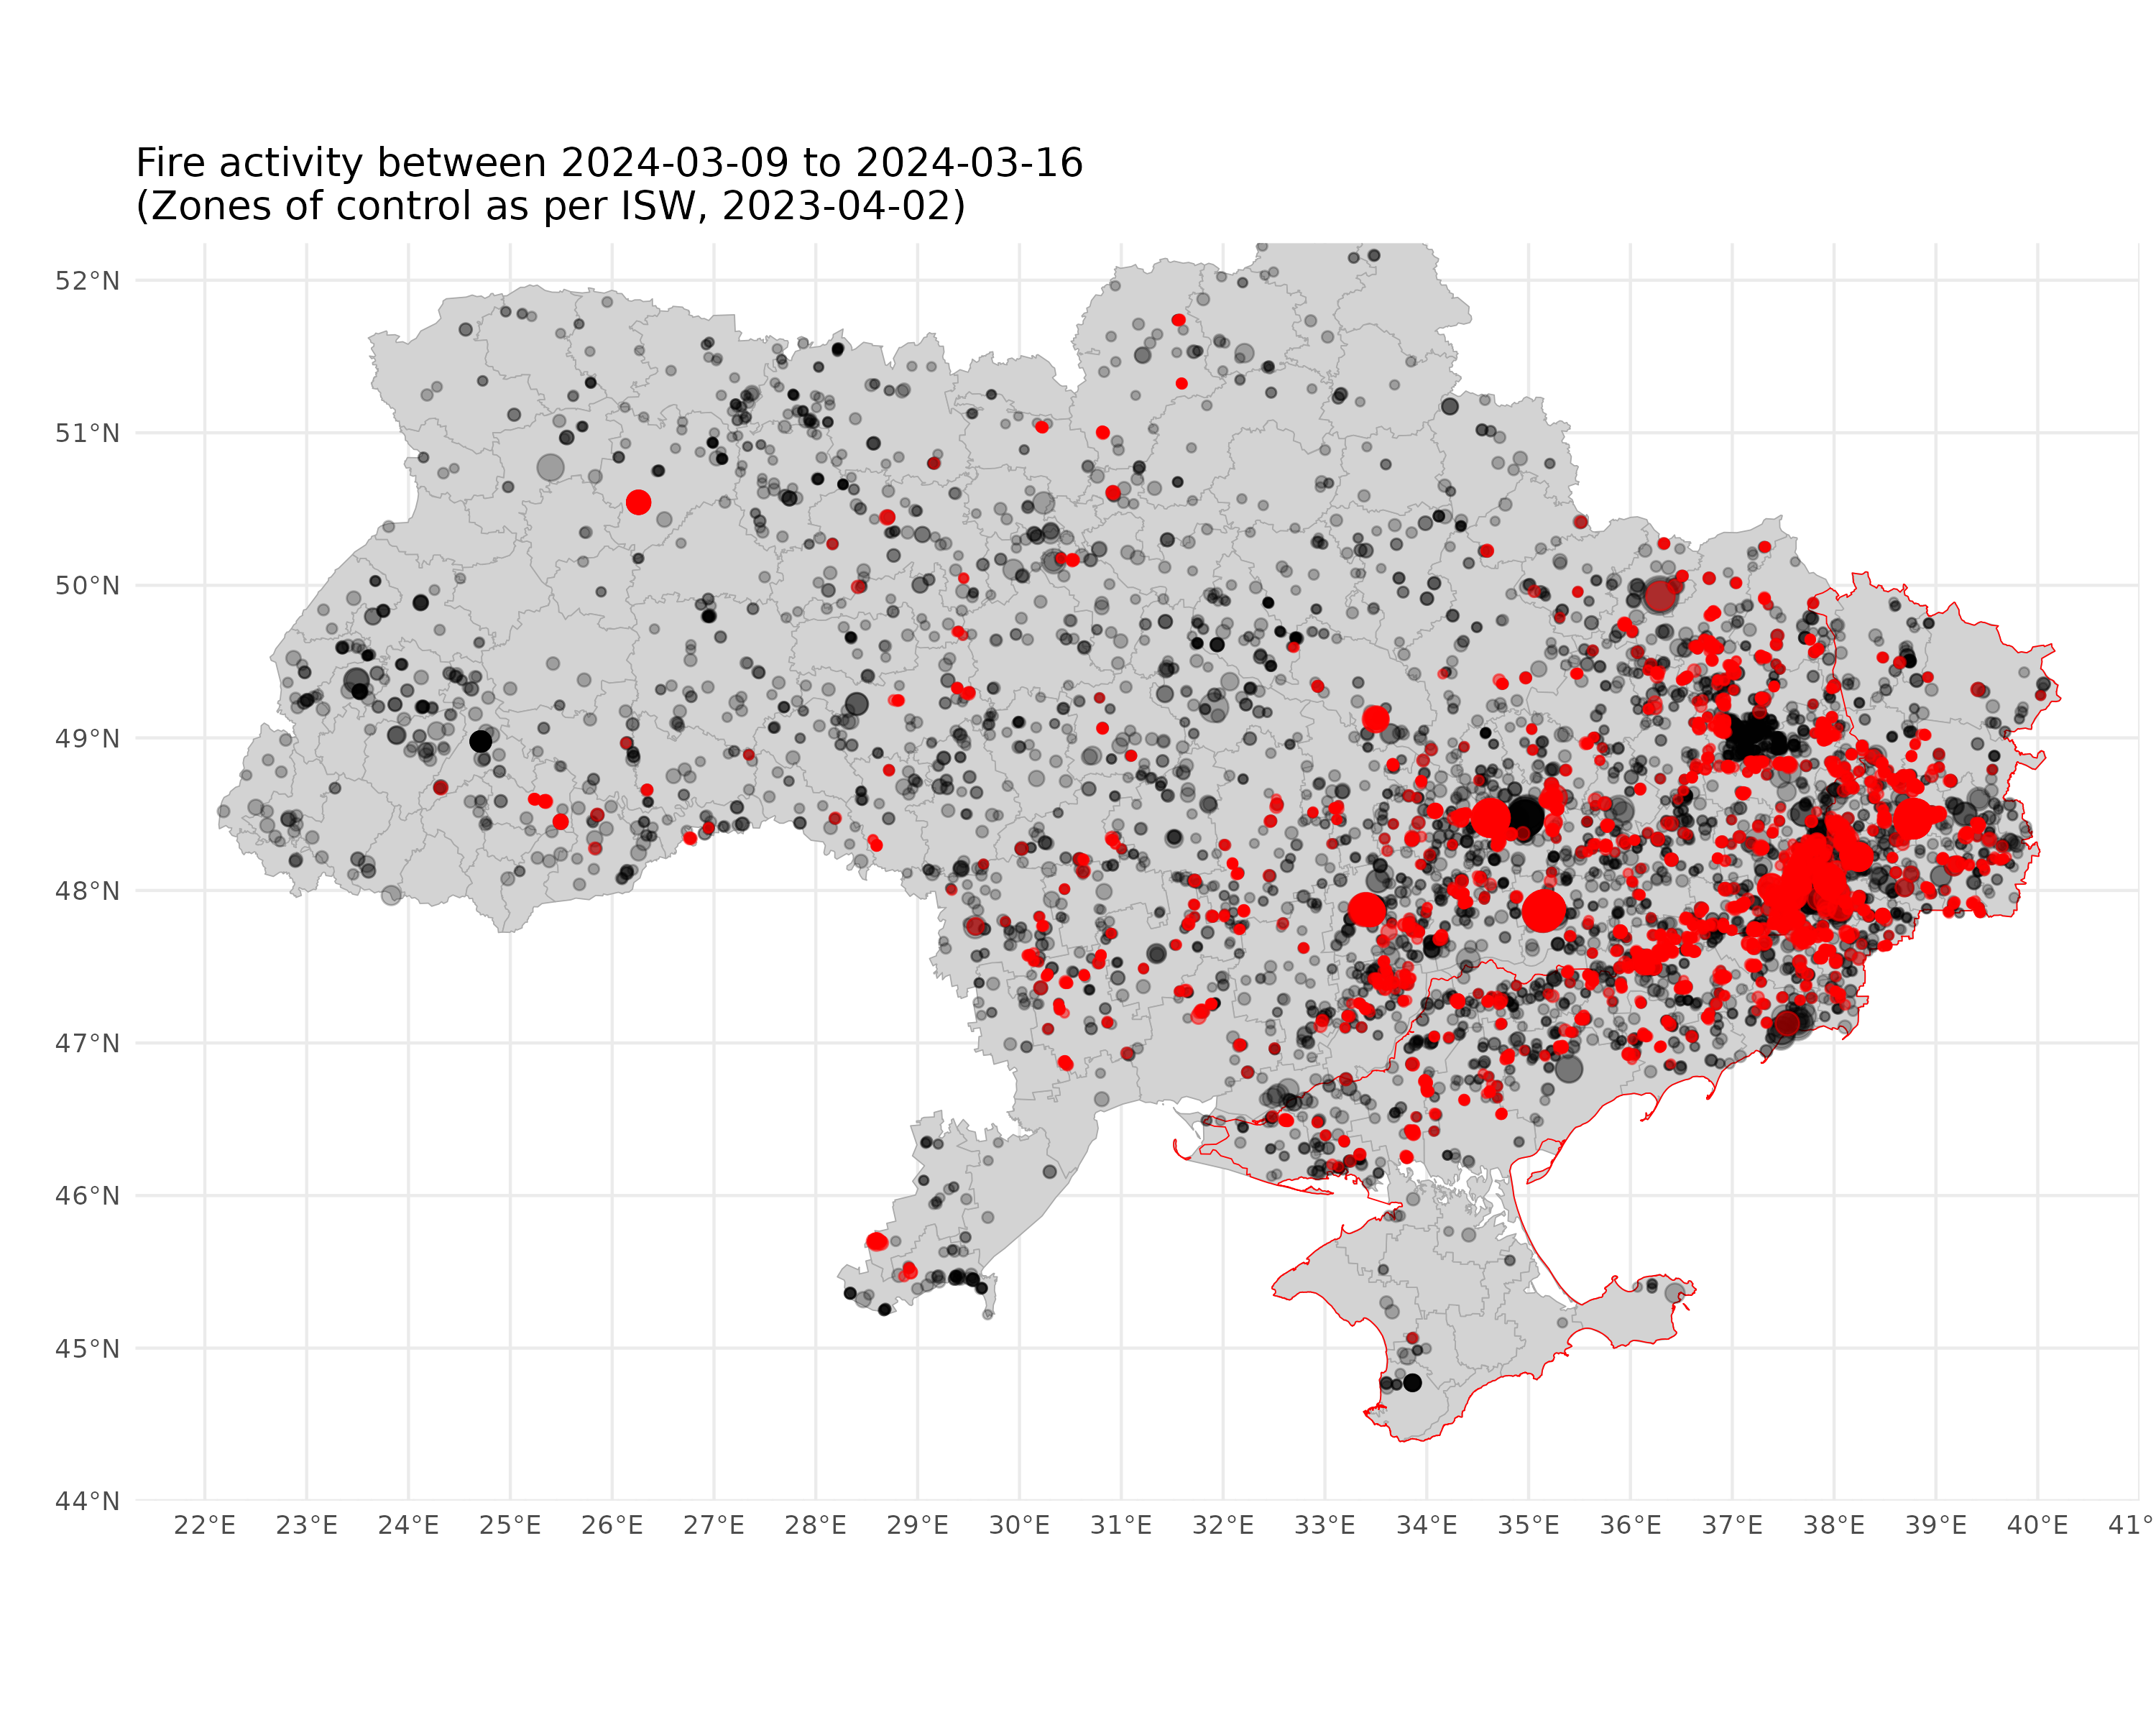 Fire activity between 2024-03-09 to 2024-03-16
(Zones of control as per ISW, 2023-04-02)
52°N
51°N
50°N
49°N
48°N
47°N
46°N
45°N
44°N
22°E 23°E 24°E 25°E 26°E 27°E 28°E 29°E 30°E 31°E 32°E 33°E 34°E 35°E 36°E 37°E 38°E 39°E 40°E 41°